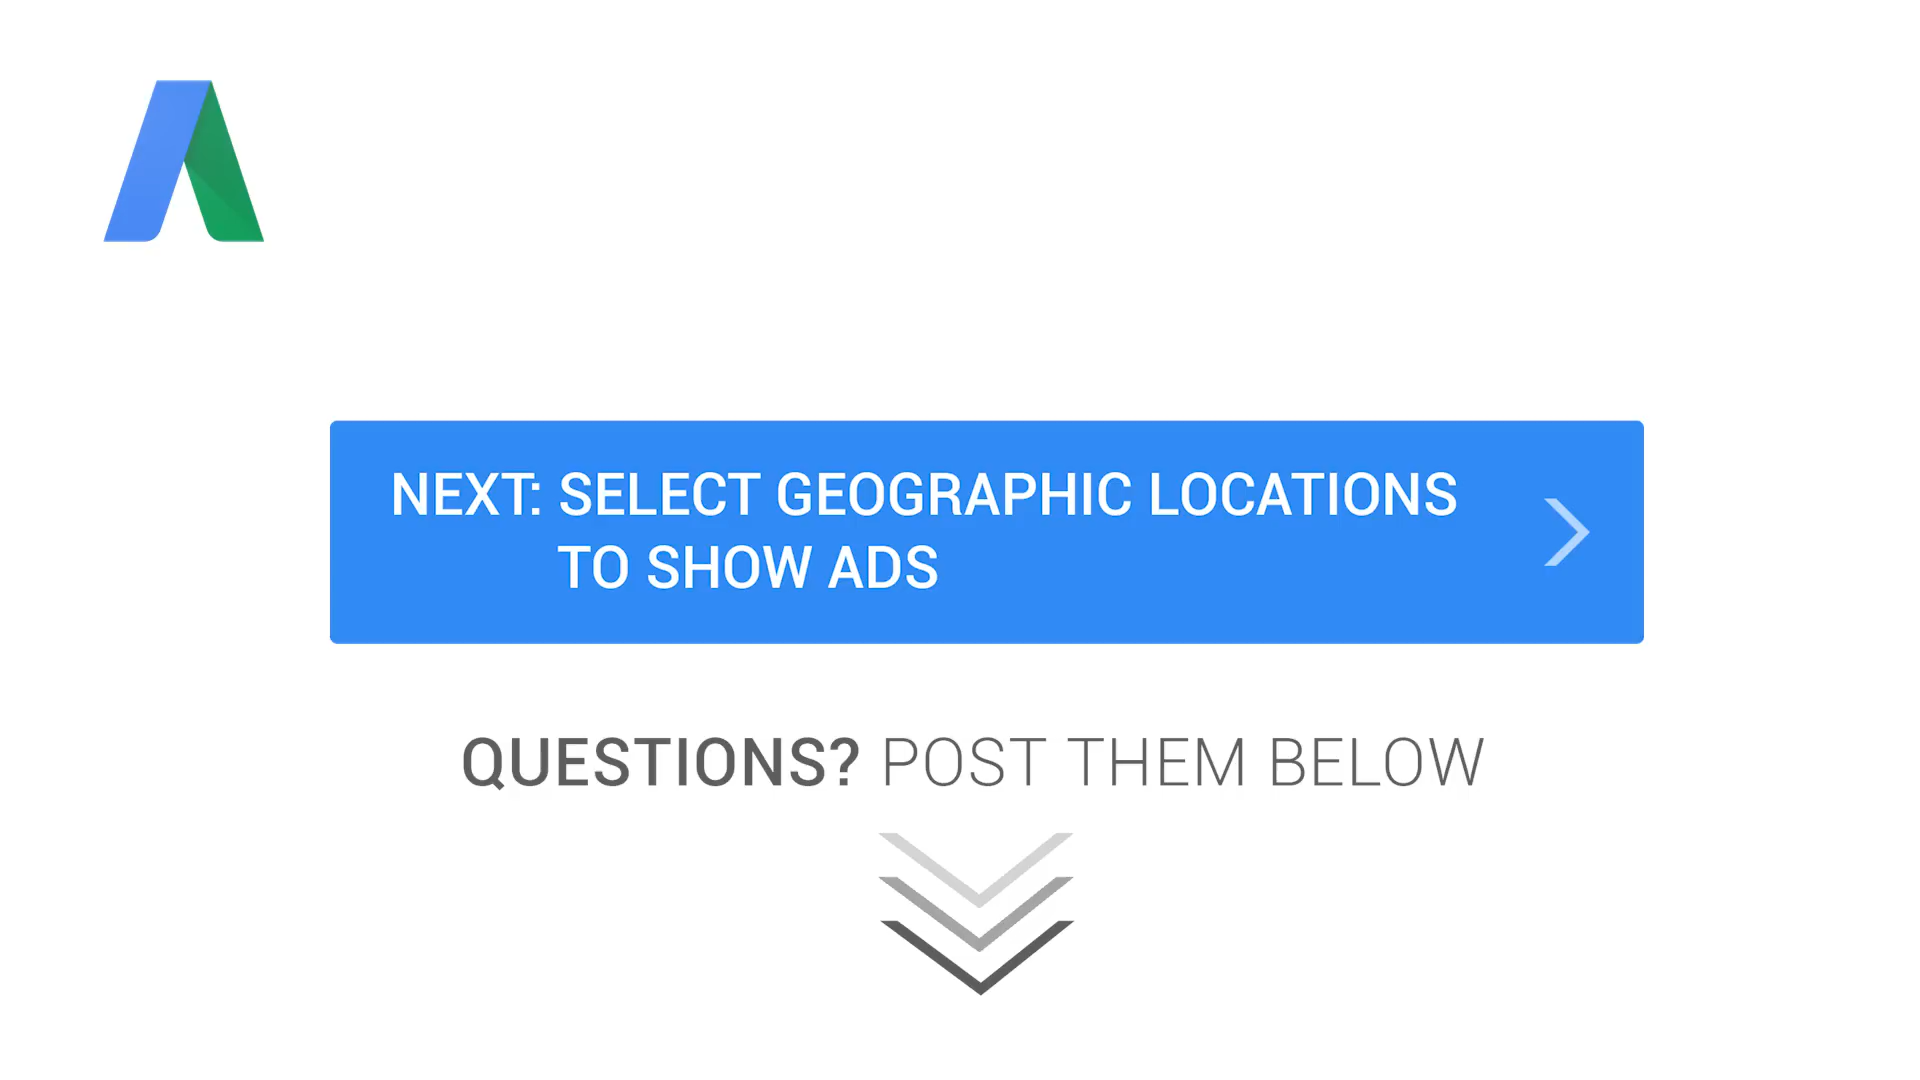 NEXT: SELECT GEOGRAPHIC LOCATIONS
TO SHOW ADS
QUESTIONS? POST THEM BELOW